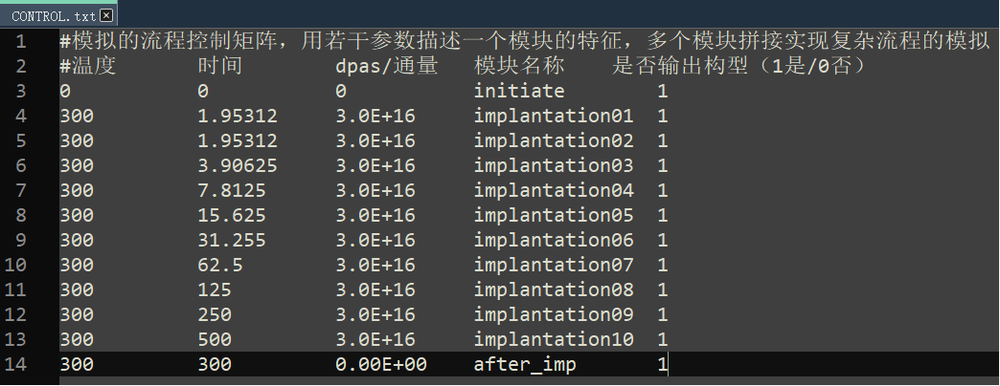 CONTROL.txt
1 #模拟的流程控制矩阵，用若干参数描述一个模块的特征，多个模块拼接实现复杂流程的模拟
2 #温度 时间 dpas/通量 模块名称 是否输出构型（1是/0否）
3 0 0 0 initiate 1
4 300 1.95312 3.0E+16 implantation01 1
5 300 1.95312 3.0E+16 implantation02 1
6 300 3.90625 3.0E+16 implantation03 1
7 300 7.8125 3.0E+16 implantation04 1
8 300 15.625 3.0E+16 implantation05 1
9 300 31.255 3.0E+16 implantation06 1
10 300 62.5 3.0E+16 implantation07 1
11 300 125 3.0E+16 implantation08 1
12 300 250 3.0E+16 implantation09 1
13 300 500 3.0E+16 implantation10 1
14 300 300 0.00E+00 after_imp 1